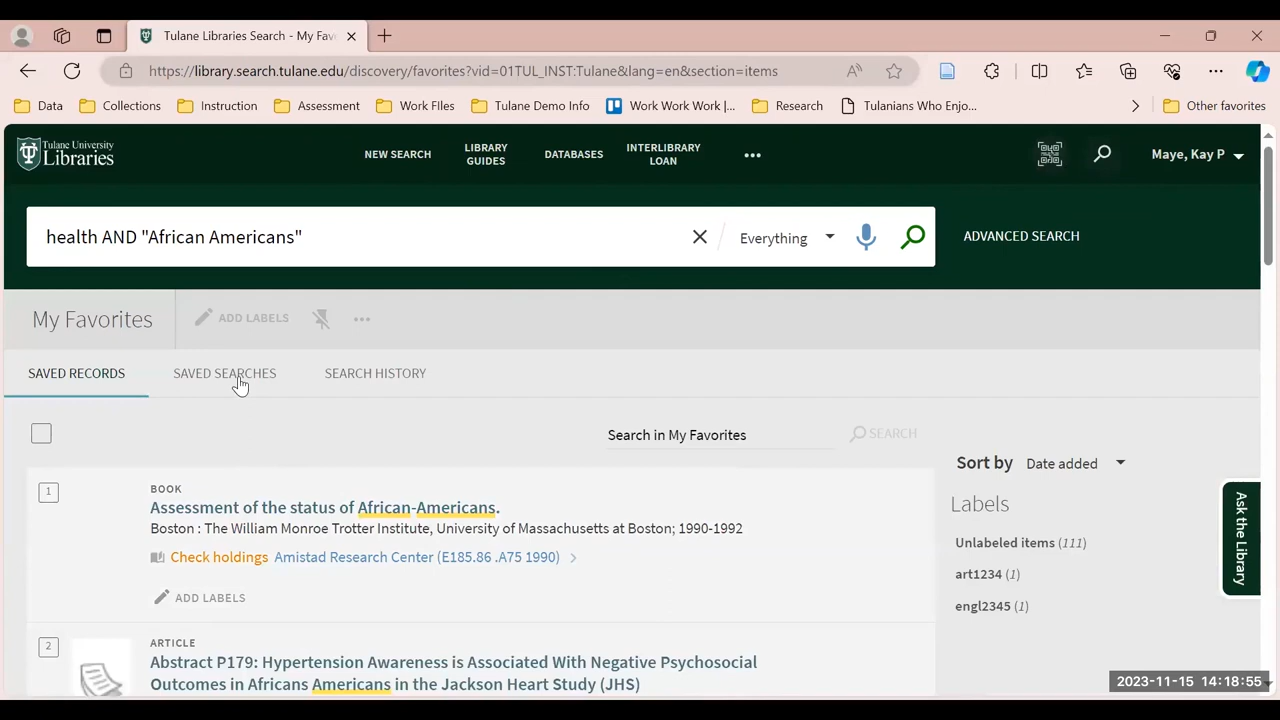 Tulane Libraries Search - My Fav
https://library.search.tulane.edu/discovery/favorites?vid=01TUL_INST:Tulane&lang=en&section=items
Data Collections Instruction Assessment Work FIles Tulane Demo Info Work Work Work |... Research Tulanians Who Enjo... Other favorites
Tulane University
Libraries
NEW SEARCH
LIBRARY
GUIDES
DATABASES
INTERLIBRARY
LOAN
Maye, Kay P
health AND "African Americans"
Everything
ADVANCED SEARCH
My Favorites
ADD LABELS
SAVED RECORDS SAVED SEARCHES SEARCH HISTORY
Search in My Favorites
SEARCH
Sort by Date added
Labels
Unlabeled items (111)
art1234 (1)
engl2345 (1)
Ask the Library
1
BOOK
Assessment of the status of African-Americans.
Boston : The William Monroe Trotter Institute, University of Massachusetts at Boston; 1990-1992
Check holdings Amistad Research Center (E185.86 .A75 1990)
ADD LABELS
2
ARTICLE
Abstract P179: Hypertension Awareness is Associated With Negative Psychosocial
Outcomes in Africans Americans in the Jackson Heart Study (JHS)
2023-11-15 14:18:55